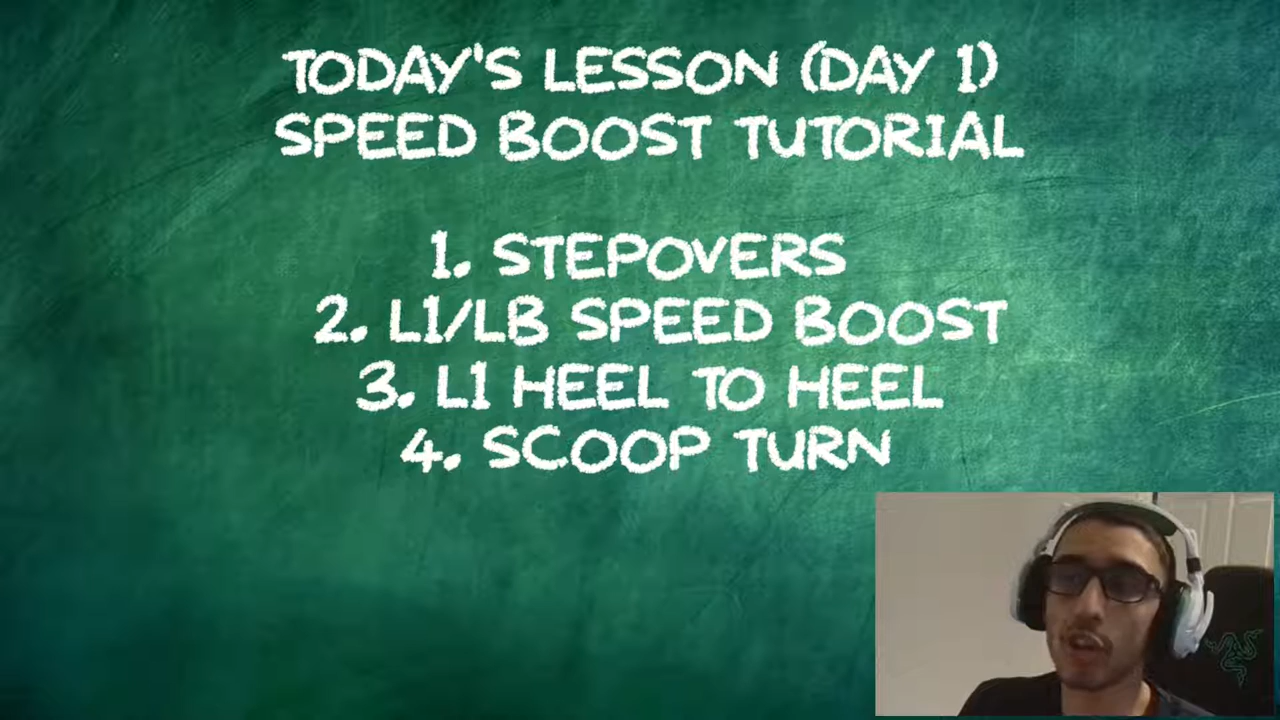 TODAY'S LESSON (DAY 1)
SPEED BOOST TUTORIAL
1. STEPOVERS
2. L1/LB SPEED BOOST
3. L1 HEEL TO HEEL
4. SCOOP TURN